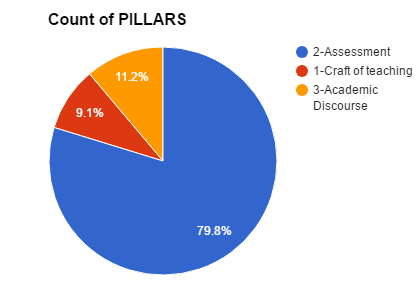 Count of PILLARS
2-Assessment
1-Craft of teaching
3-Academic
Discourse
11.2%
9.1%
79.8%